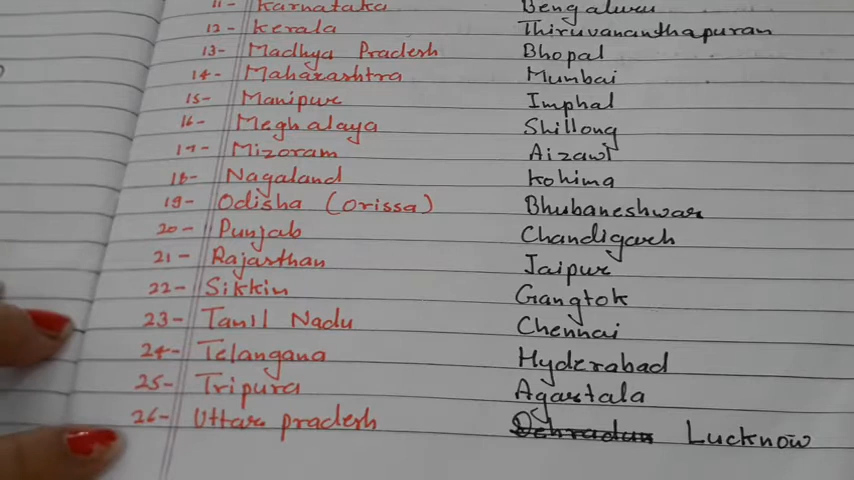 11- Karnataka Bengaluru
12- Kerala Thiruvananthapuram
13- Madhya Pradesh Bhopal
14- Maharashtra Mumbai
15- Manipur Imphal
16- Meghalaya Shillong
17- Mizoram Aizawl
18- Nagaland Kohima
19- Odisha (Orissa) Bhubaneshwar
20- Punjab Chandigarh
21- Rajasthan Jaipur
22- Sikkin Gangtok
23- Tamil Nadu Chennai
24- Telangana Hyderabad
25- Tripura Agartala
26- Uttar pradesh Dehradun Lucknow